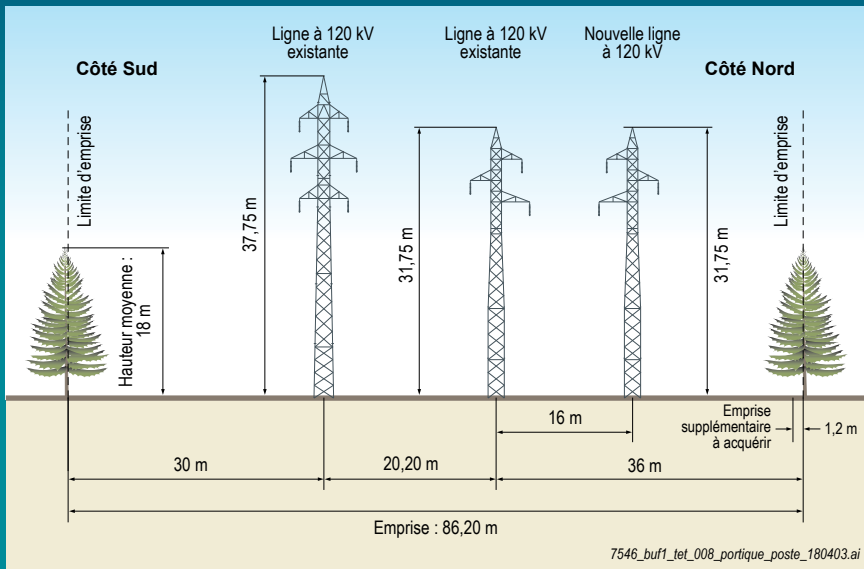 Ligne à 120 kV
existante
Ligne à 120 kV
existante
Nouvelle ligne
à 120 kV
Côté Sud
Côté Nord
Limite d'emprise
Hauteur moyenne :
18 m
37,75 m
31,75 m
31,75 m
Limite d'emprise
16 m
Emprise
supplémentaire
à acquérir
1,2 m
30 m
20,20 m
36 m
Emprise : 86,20 m
7546_buf1_tet_008_portique_poste_180403.ai